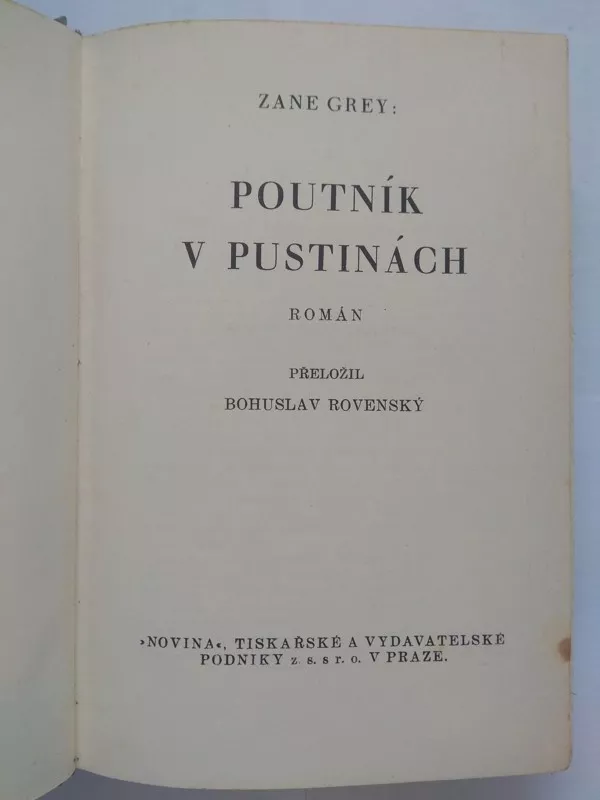 ZANE GREY:
POUTNÍK
V PUSTINÁCH
ROMÁN
PŘELOŽIL
BOHUSLAV ROVENSKÝ
›NOVINA‹, TISKAŘSKÉ A VYDAVATELSKÉ
PODNIKY z. s. s r. o. V PRAZE.